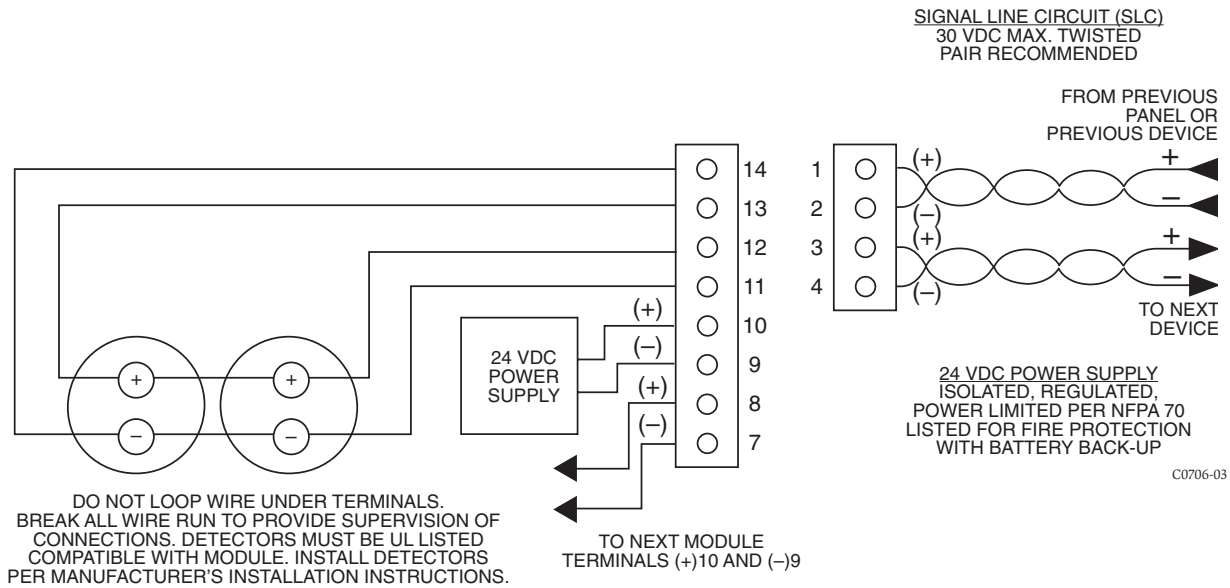 SIGNAL LINE CIRCUIT (SLC)
30 VDC MAX. TWISTED
PAIR RECOMMENDED
FROM PREVIOUS
PANEL OR
PREVIOUS DEVICE
14
13
12
11
10
9
8
7
1
2
3
4
(+)
(–)
(+)
(–)
+
–
+
–
TO NEXT
DEVICE
(+)
(–)
(+)
(–)
24 VDC
POWER
SUPPLY
+
–
+
–
24 VDC POWER SUPPLY
ISOLATED, REGULATED,
POWER LIMITED PER NFPA 70
LISTED FOR FIRE PROTECTION
WITH BATTERY BACK-UP
C0706-03
DO NOT LOOP WIRE UNDER TERMINALS.
BREAK ALL WIRE RUN TO PROVIDE SUPERVISION OF
CONNECTIONS. DETECTORS MUST BE UL LISTED
COMPATIBLE WITH MODULE. INSTALL DETECTORS
PER MANUFACTURER'S INSTALLATION INSTRUCTIONS.
TO NEXT MODULE
TERMINALS (+)10 AND (–)9